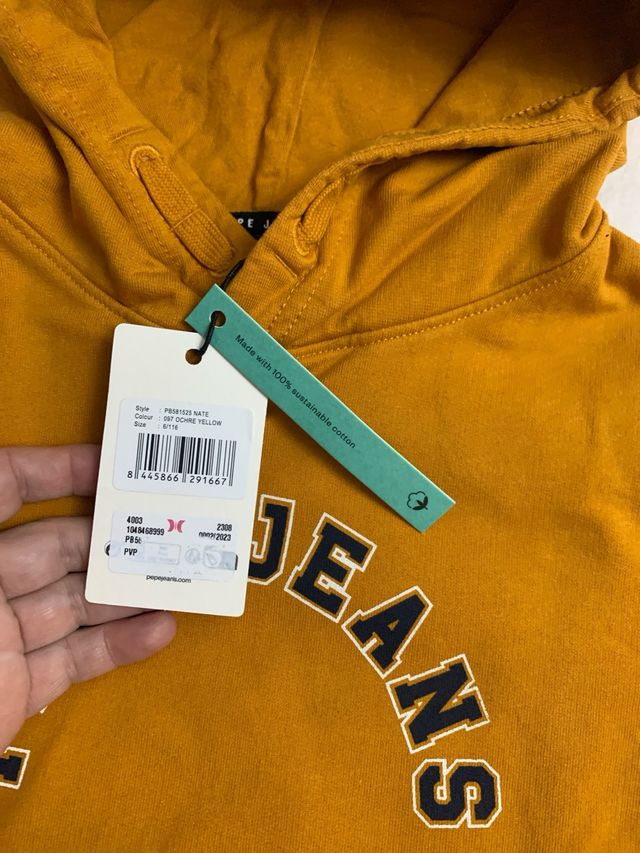 PE J
Made with 100% sustainable cotton
Style : PB581525 NATE
Colour : 097 OCHRE YELLOW
Size : 6/116
8 445866 291667
4003 2308
1048468999 0002/2023
PB58
PVP
pepejeans.com
JEANS